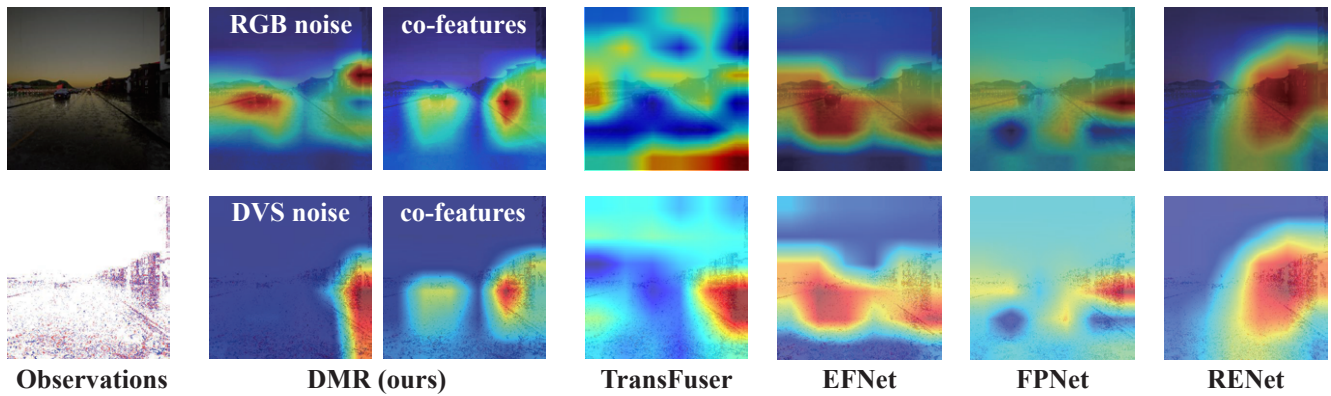 RGB noise
co-features
DVS noise
co-features
Observations
DMR (ours)
TransFuser
EFNet
FPNet
RENet